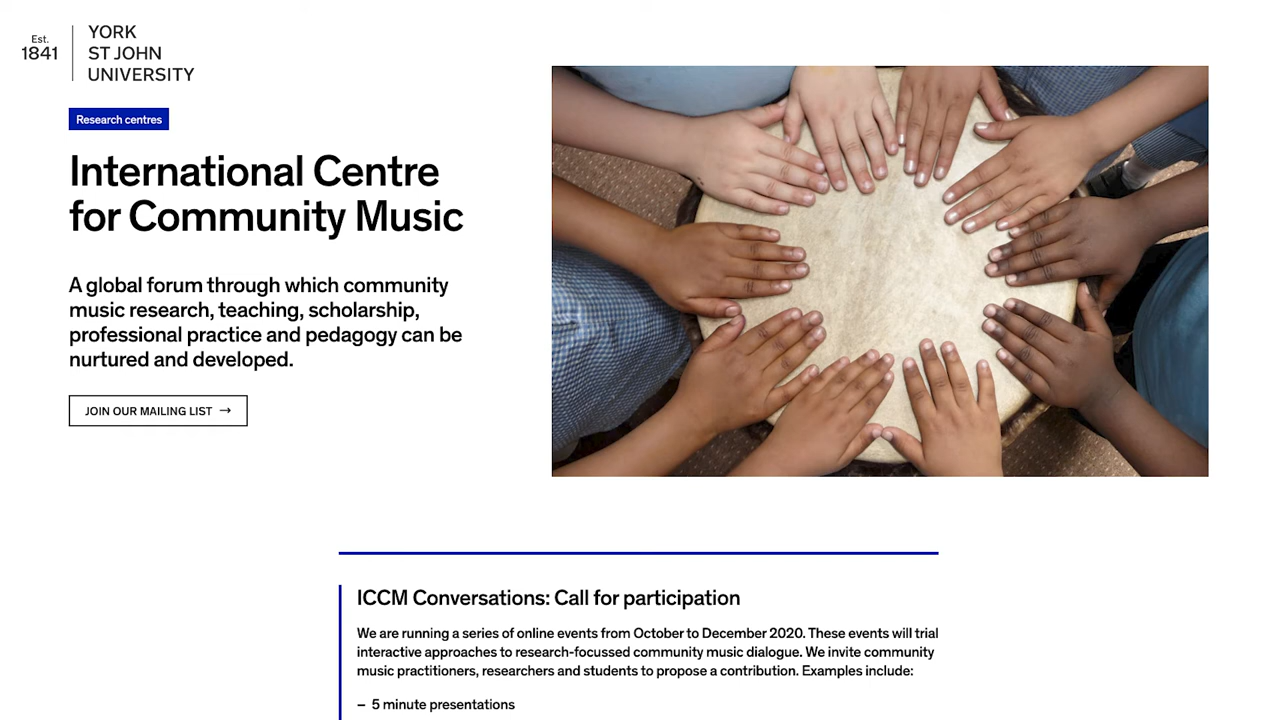 Est.
1841
YORK
ST JOHN
UNIVERSITY
Research centres
International Centre
for Community Music
A global forum through which community
music research, teaching, scholarship,
professional practice and pedagogy can be
nurtured and developed.
JOIN OUR MAILING LIST →
ICCM Conversations: Call for participation
We are running a series of online events from October to December 2020. These events will trial
interactive approaches to research-focussed community music dialogue. We invite community
music practitioners, researchers and students to propose a contribution. Examples include:
– 5 minute presentations